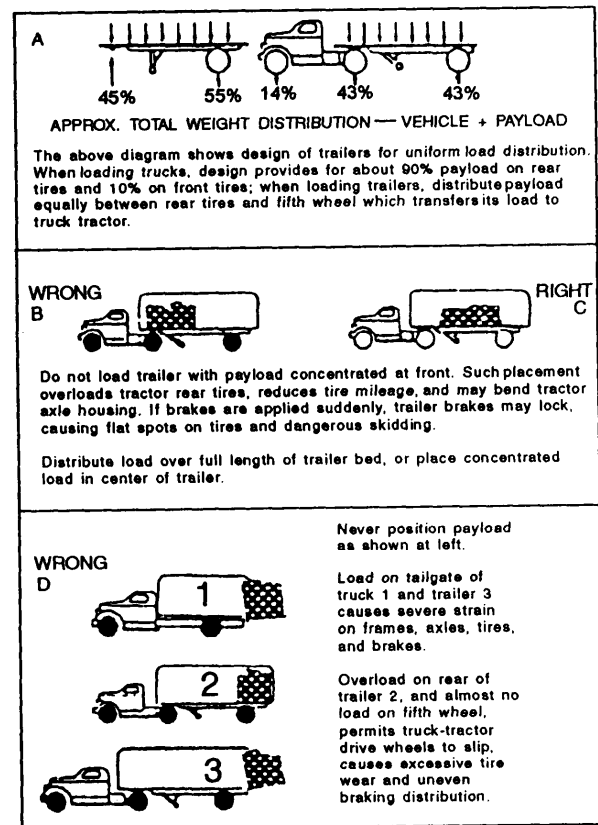 A
45% 55% 14% 43% 43%
APPROX. TOTAL WEIGHT DISTRIBUTION — VEHICLE + PAYLOAD
The above diagram shows design of trailers for uniform load distribution.
When loading trucks, design provides for about 90% payload on rear
tires and 10% on front tires; when loading trailers, distribute payload
equally between rear tires and fifth wheel which transfers its load to
truck tractor.
WRONG
B
RIGHT
C
Do not load trailer with payload concentrated at front. Such placement
overloads tractor rear tires, reduces tire mileage, and may bend tractor
axle housing. If brakes are applied suddenly, trailer brakes may lock,
causing flat spots on tires and dangerous skidding.
Distribute load over full length of trailer bed, or place concentrated
load in center of trailer.
WRONG
D
1
2
3
Never position payload
as shown at left.
Load on tailgate of
truck 1 and trailer 3
causes severe strain
on frames, axles, tires,
and brakes.
Overload on rear of
trailer 2, and almost no
load on fifth wheel,
permits truck-tractor
drive wheels to slip,
causes excessive tire
wear and uneven
braking distribution.